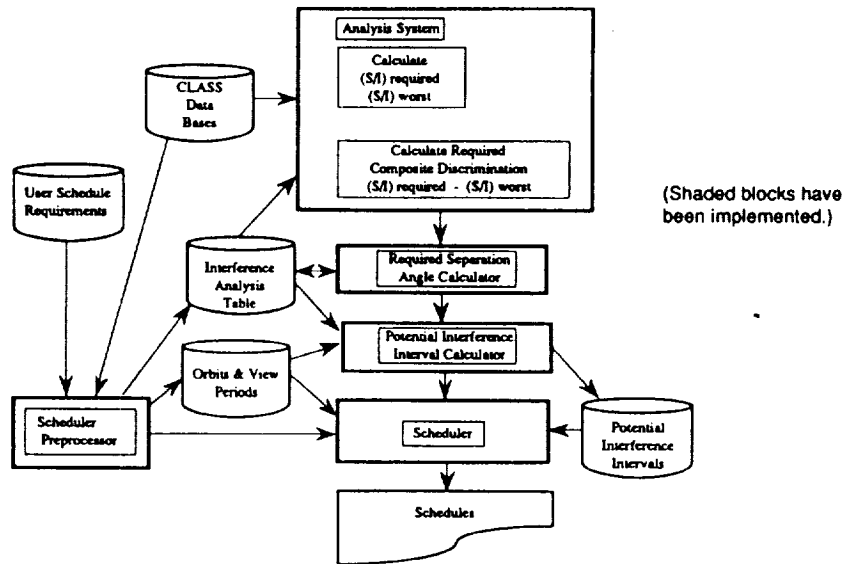 Analysis System
Calculate
(S/I) required
(S/I) worst
CLASS
Data
Bases
Calculate Required
Composite Discrimination
(S/I) required - (S/I) worst
User Schedule
Requirements
(Shaded blocks have
been implemented.)
Interference
Analysis
Table
Required Separation
Angle Calculator
Potential Interference
Interval Calculator
Orbits & View
Periods
Scheduler
Preprocessor
Scheduler
Potential
Interference
Intervals
Schedules